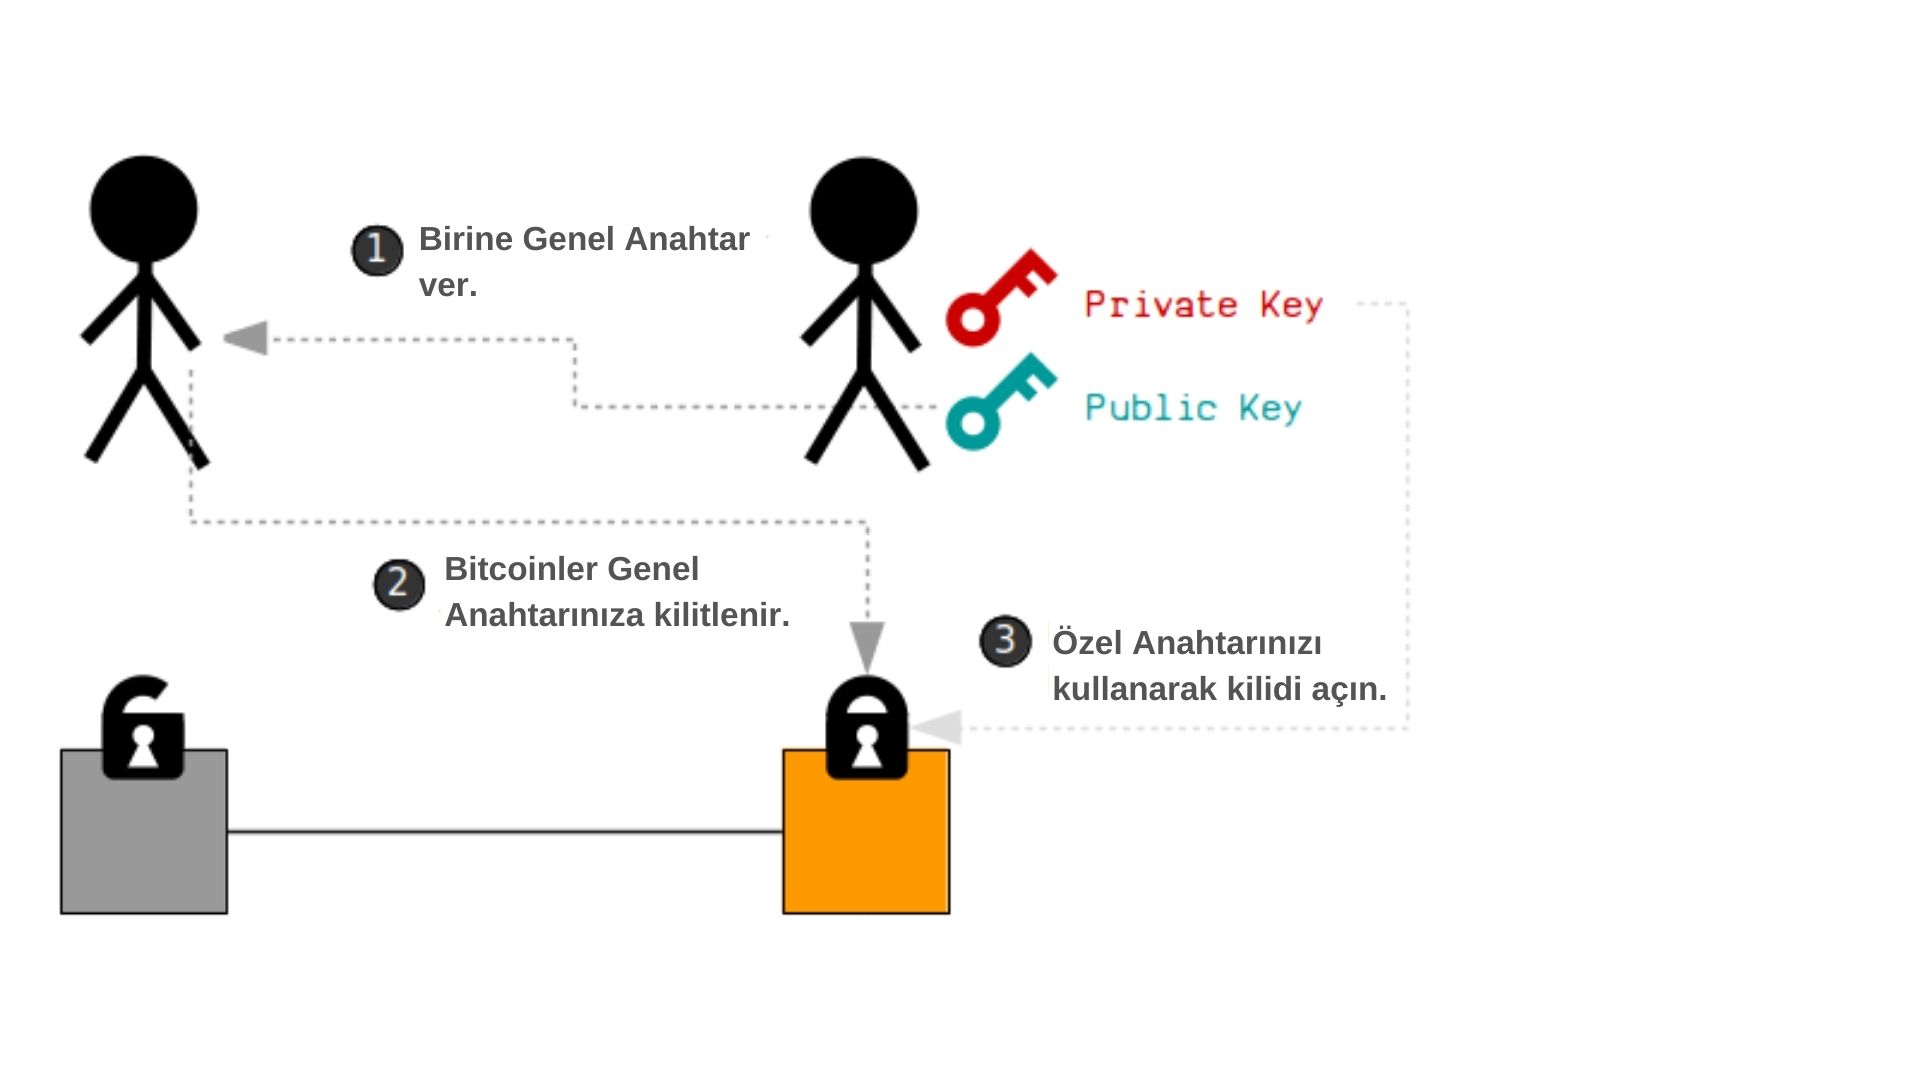 1 Birine Genel Anahtar
ver.
Private Key
Public Key
2 Bitcoinler Genel
Anahtarınıza kilitlenir.
3 Özel Anahtarınızı
kullanarak kilidi açın.